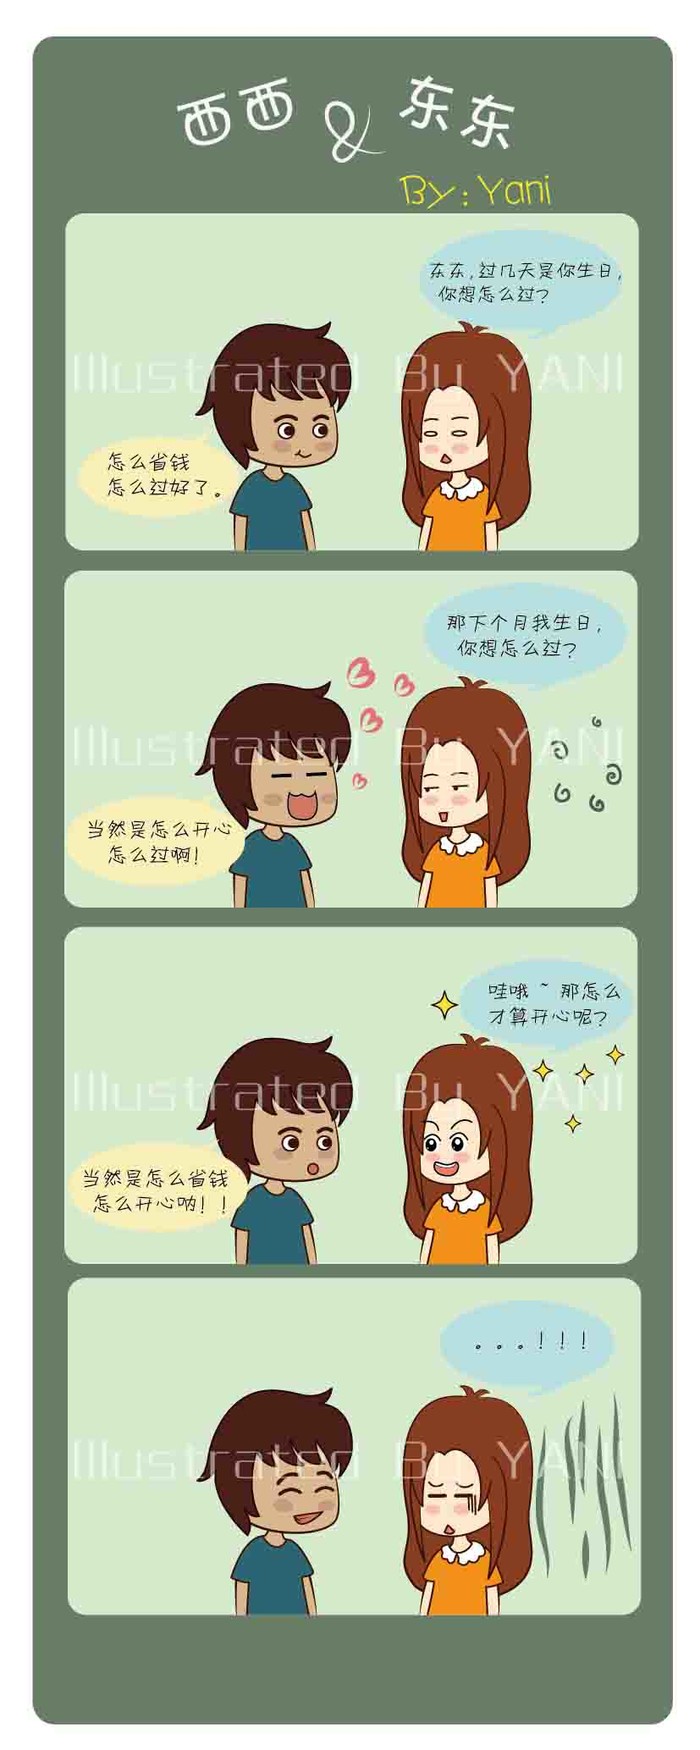 西西 & 东东
By: Yani
东东,过几天是你生日,
你想怎么过?
怎么省钱
怎么过好了。
Illustrated By YANI
那下个月我生日,
你想怎么过?
Illustrated By YANI
当然是怎么开心
怎么过啊!
哇哦 ~ 那怎么
才算开心呢?
Illustrated By YANI
当然是怎么省钱
怎么开心呐!!
。。。!!!
Illustrated By YANI